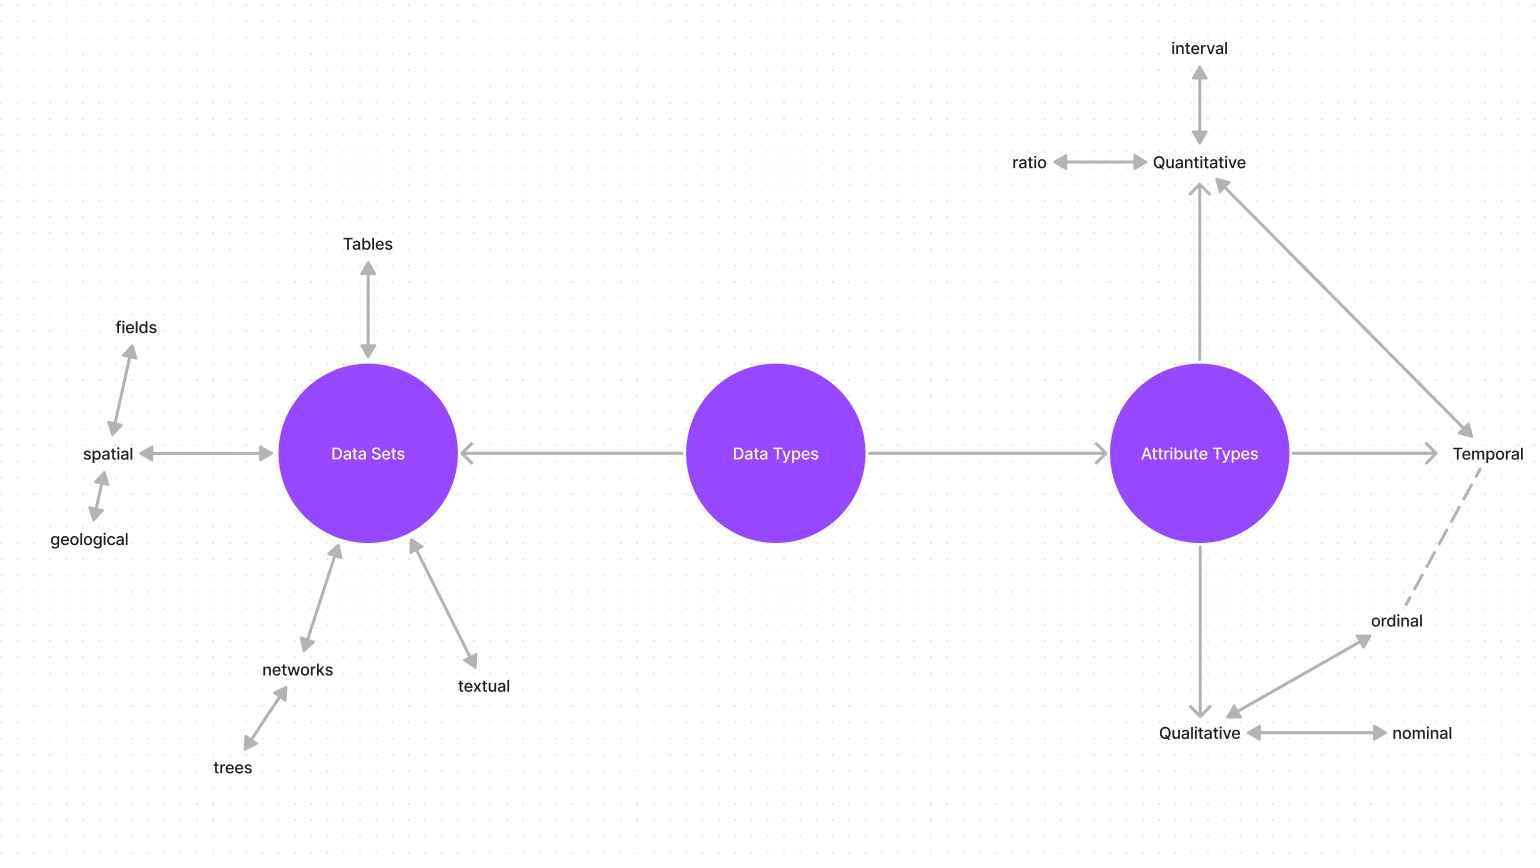 interval
ratio
Quantitative
Tables
fields
spatial
Data Sets
Data Types
Attribute Types
Temporal
geological
ordinal
networks
textual
Qualitative
nominal
trees